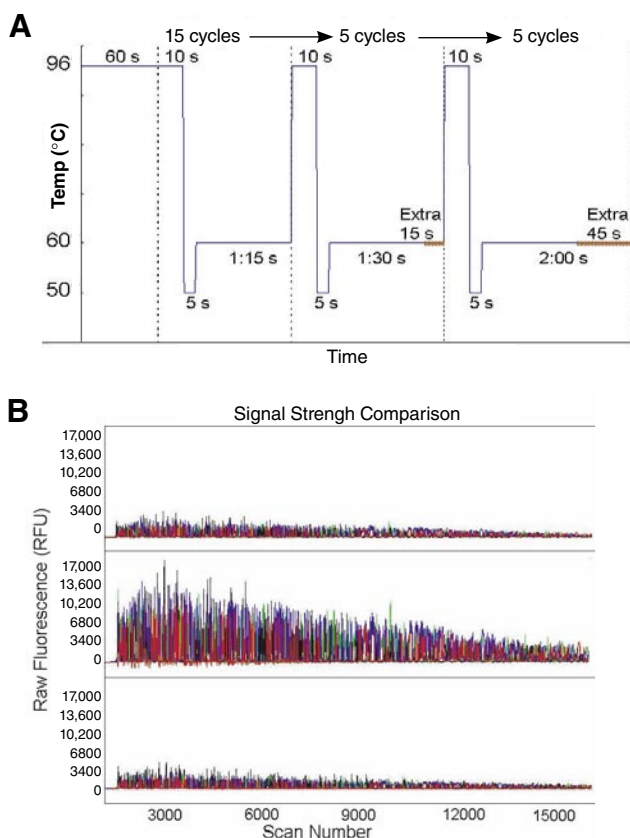 A
15 cycles 5 cycles 5 cycles
96
60 s
10 s
10 s
10 s
Temp (°C)
Extra
15 s
Extra
45 s
60
1:15 s
1:30 s
2:00 s
50
5 s
5 s
5 s
Time
B
Signal Strengh Comparison
Raw Fluorescence (RFU)
17,000
13,600
10,200
6800
3400
0
17,000
13,600
10,200
6800
3400
0
17,000
13,600
10,200
6800
3400
0
3000 6000 9000 12000 15000
Scan Number